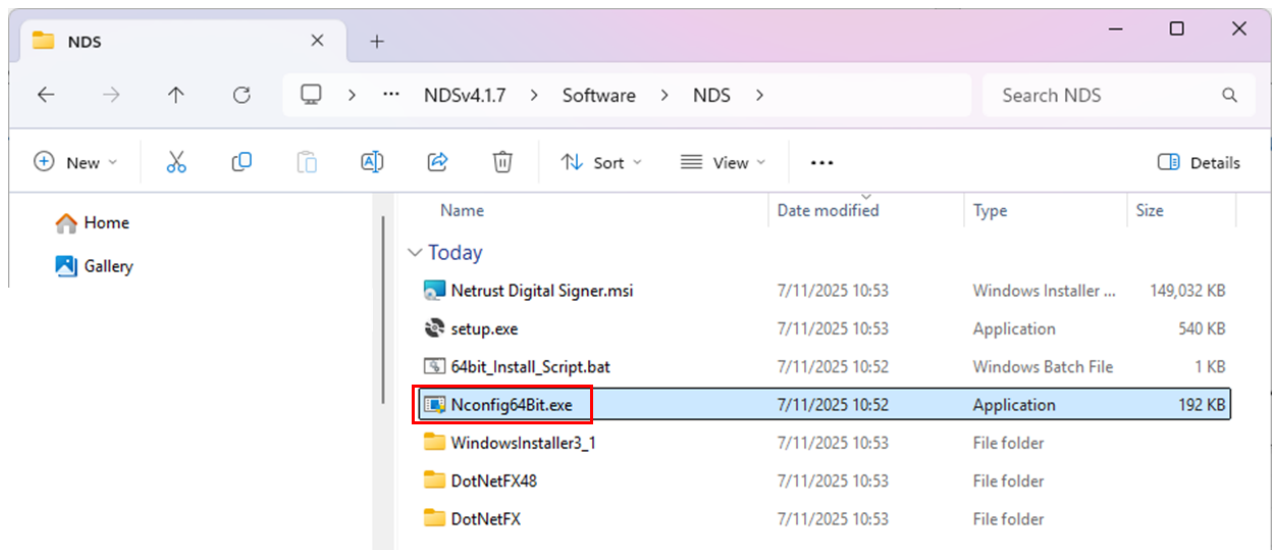 NDS
NDSv4.1.7 Software NDS Search NDS
New Sort View Details
Home
Gallery
Name Date modified Type Size
Today
Netrust Digital Signer.msi 7/11/2025 10:53 Windows Installer ... 149,032 KB
setup.exe 7/11/2025 10:53 Application 540 KB
64bit_Install_Script.bat 7/11/2025 10:52 Windows Batch File 1 KB
Nconfig64Bit.exe 7/11/2025 10:52 Application 192 KB
WindowsInstaller3_1 7/11/2025 10:53 File folder
DotNetFX48 7/11/2025 10:53 File folder
DotNetFX 7/11/2025 10:53 File folder